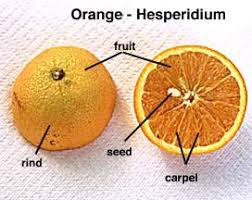 Orange - Hesperidium
fruit
rind
seed
carpel